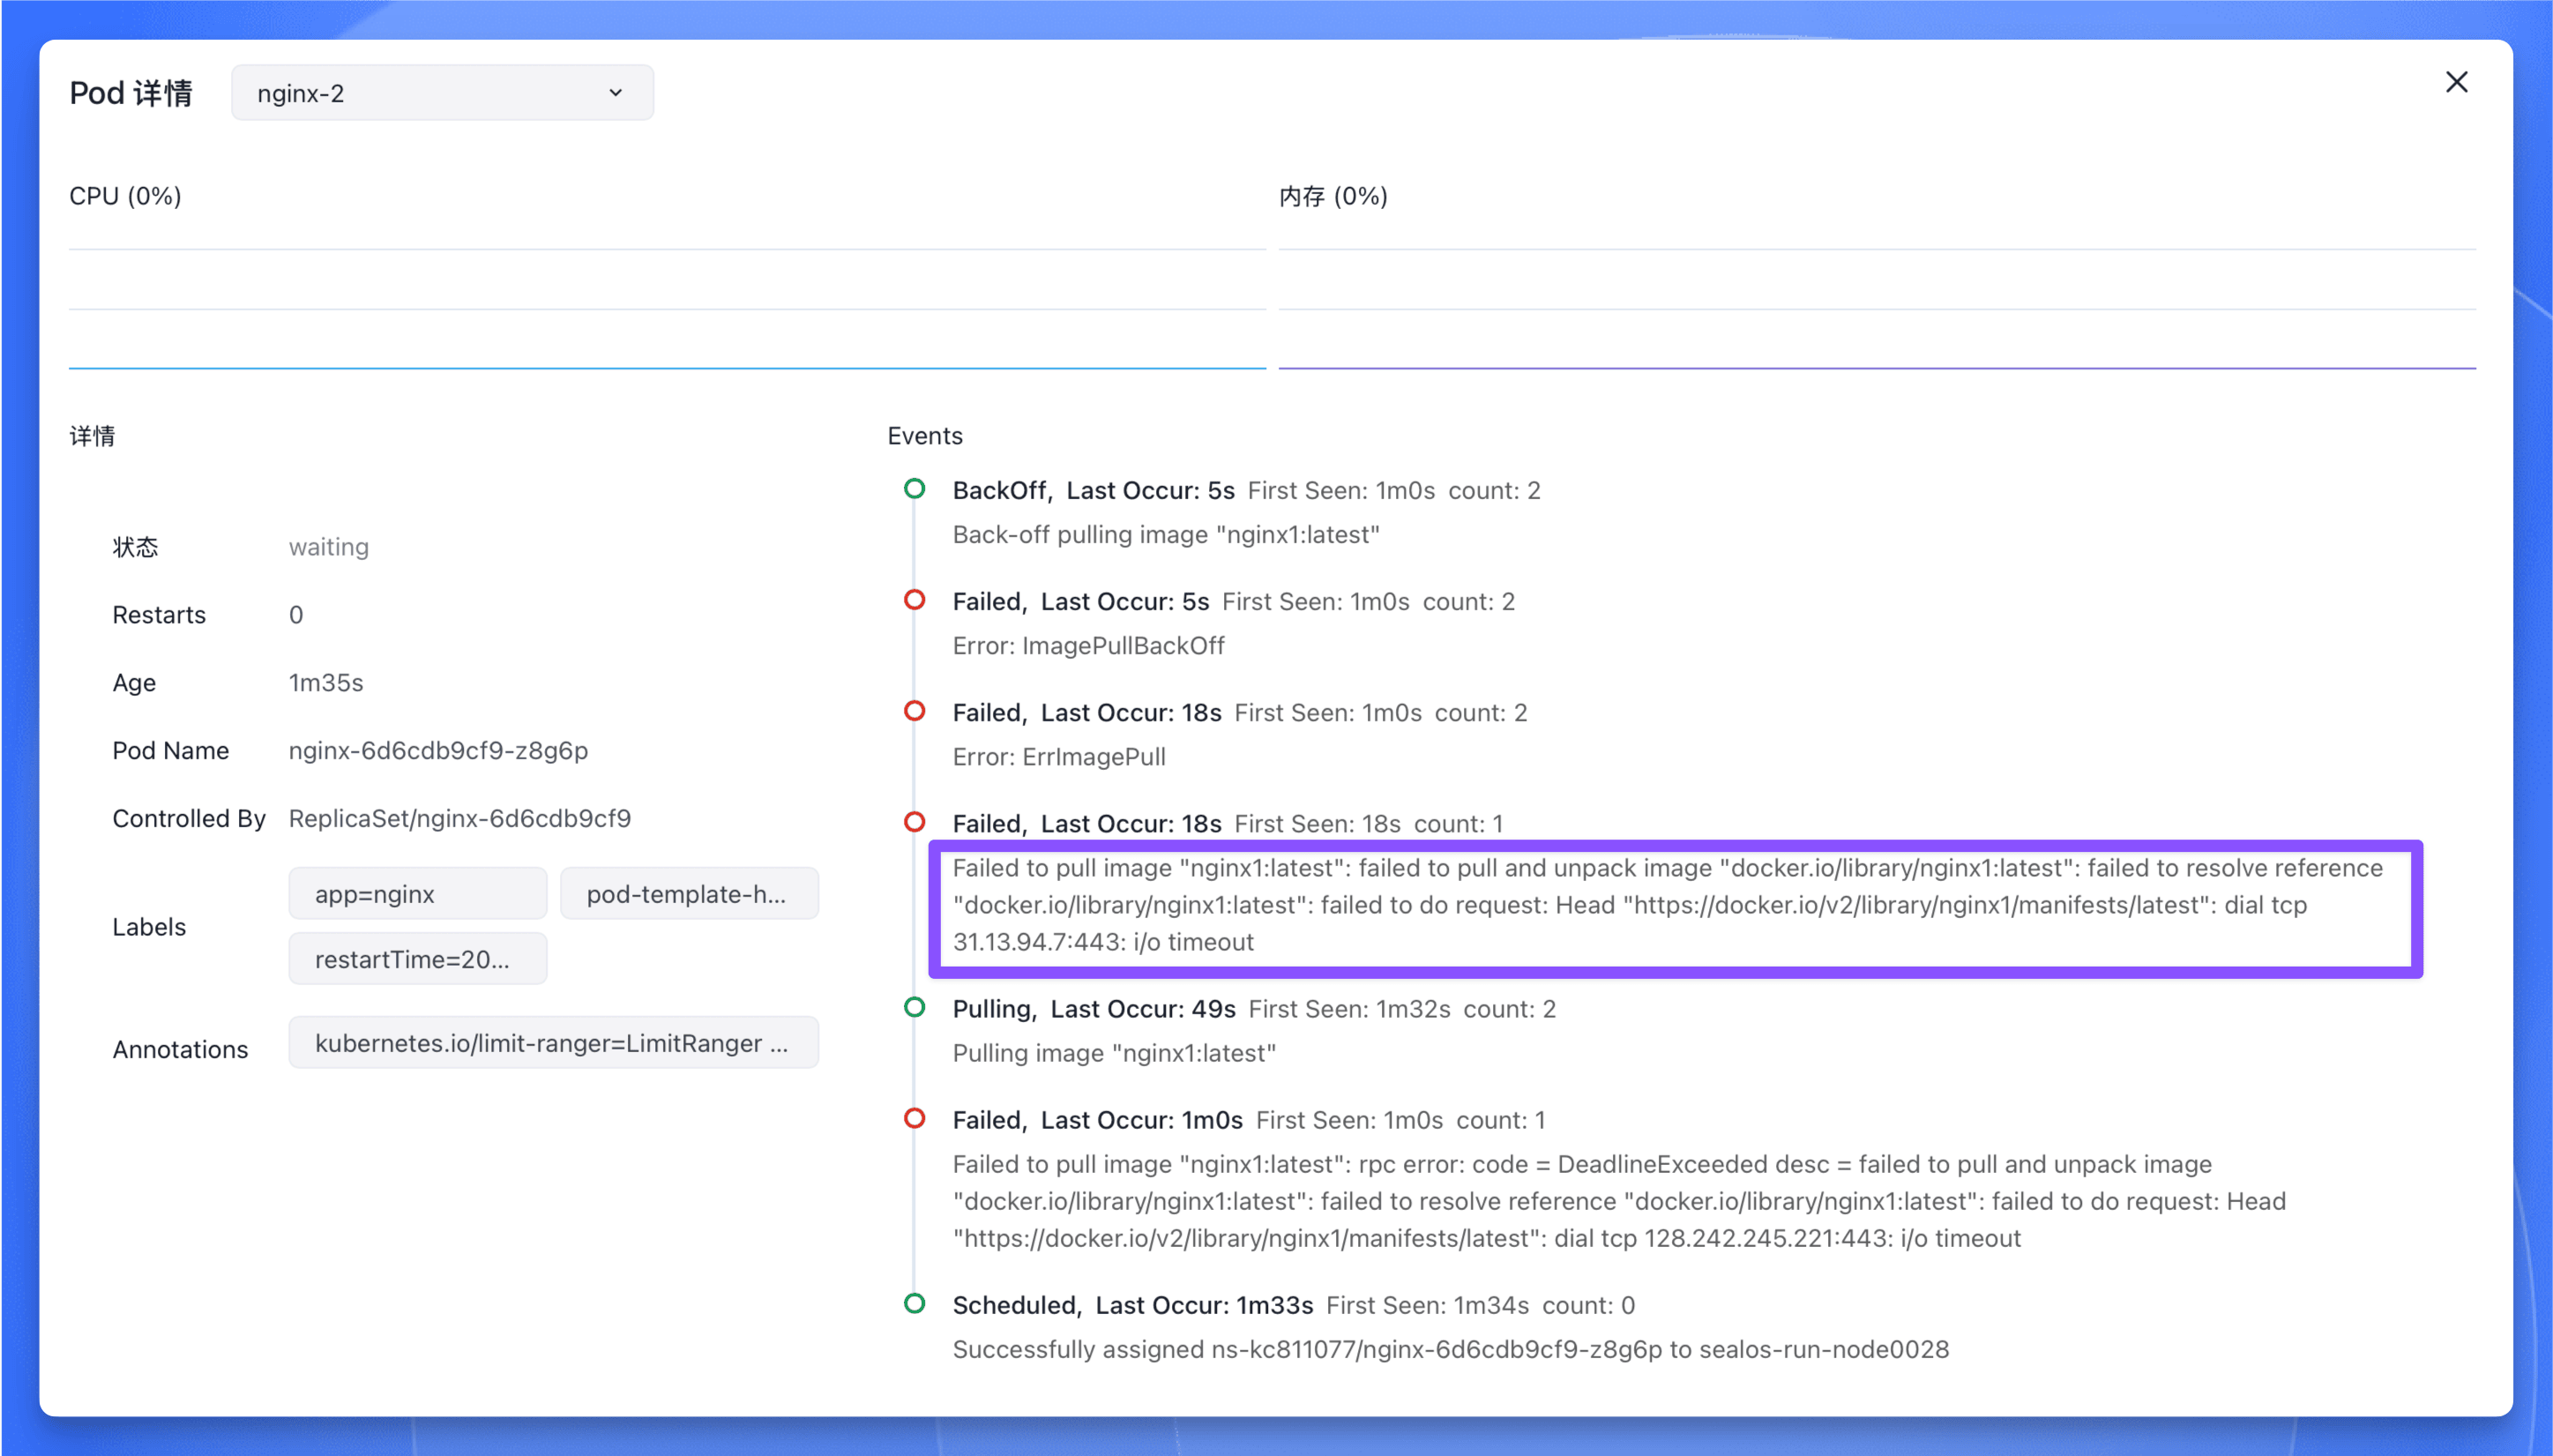 Pod 详情 nginx-2
CPU (0%)
内存 (0%)
详情
状态 waiting
Restarts 0
Age 1m35s
Pod Name nginx-6d6cdb9cf9-z8g6p
Controlled By ReplicaSet/nginx-6d6cdb9cf9
Labels app=nginx pod-template-h...
restartTime=20...
Annotations kubernetes.io/limit-ranger=LimitRanger ...
Events
BackOff, Last Occur: 5s First Seen: 1m0s count: 2
Back-off pulling image "nginx1:latest"
Failed, Last Occur: 5s First Seen: 1m0s count: 2
Error: ImagePullBackOff
Failed, Last Occur: 18s First Seen: 1m0s count: 2
Error: ErrImagePull
Failed, Last Occur: 18s First Seen: 18s count: 1
Failed to pull image "nginx1:latest": failed to pull and unpack image "docker.io/library/nginx1:latest": failed to resolve reference
"docker.io/library/nginx1:latest": failed to do request: Head "https://docker.io/v2/library/nginx1/manifests/latest": dial tcp
31.13.94.7:443: i/o timeout
Pulling, Last Occur: 49s First Seen: 1m32s count: 2
Pulling image "nginx1:latest"
Failed, Last Occur: 1m0s First Seen: 1m0s count: 1
Failed to pull image "nginx1:latest": rpc error: code = DeadlineExceeded desc = failed to pull and unpack image
"docker.io/library/nginx1:latest": failed to resolve reference "docker.io/library/nginx1:latest": failed to do request: Head
"https://docker.io/v2/library/nginx1/manifests/latest": dial tcp 128.242.245.221:443: i/o timeout
Scheduled, Last Occur: 1m33s First Seen: 1m34s count: 0
Successfully assigned ns-kc811077/nginx-6d6cdb9cf9-z8g6p to sealos-run-node0028